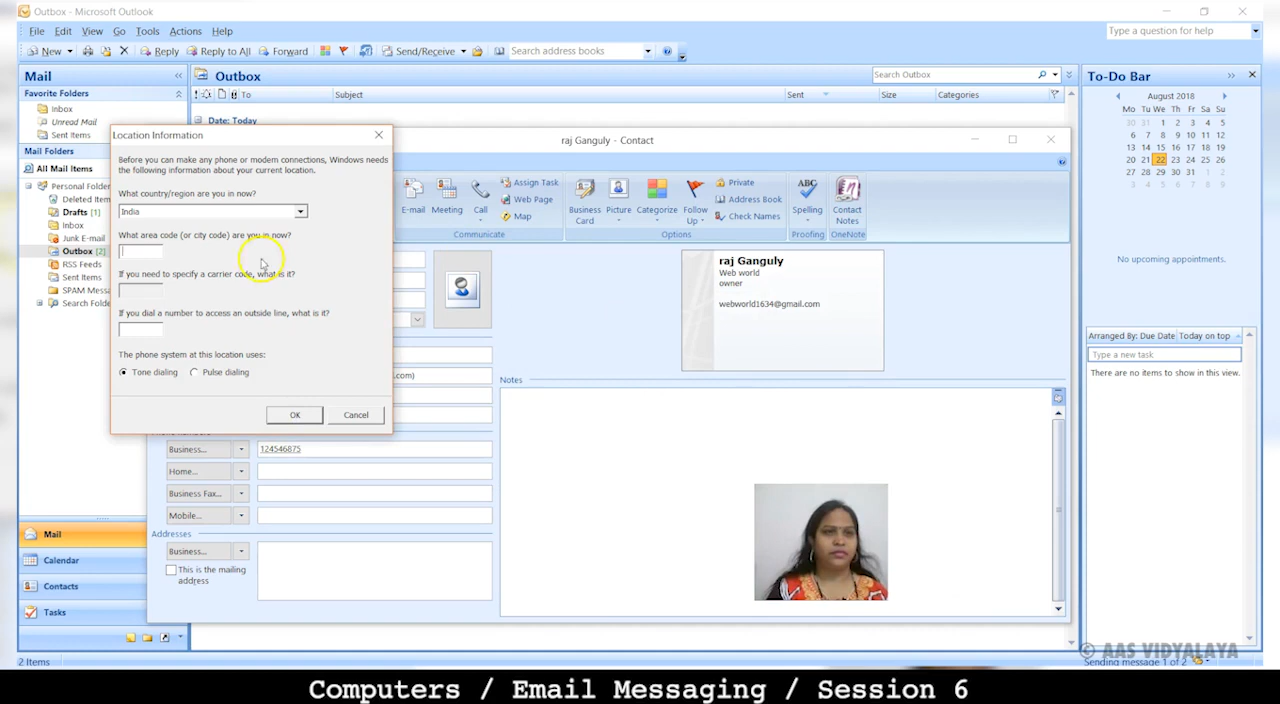 Outbox - Microsoft Outlook
File Edit View Go Tools Actions Help
Type a question for help
New Reply Reply to All Forward Send/Receive Search address books
Mail
Outbox
Search Outbox
To-Do Bar
Favorite Folders
To Subject Sent Size Categories
August 2018
Inbox
Mo Tu We Th Fr Sa Su
Unread Mail
Date: Today
30 31 1 2 3 4 5
Sent Items
6 7 8 9 10 11 12
Mail Folders
13 14 15 16 17 18 19
All Mail Items
20 21 22 23 24 25 26
27 28 29 30 31 1 2
3 4 5 6 7 8 9
Personal Folder
Deleted Item
Drafts [1]
Inbox
Junk E-mail
Outbox [2]
RSS Feeds
Sent Items
SPAM Messa
Search Folde
No upcoming appointments.
Arranged By: Due Date Today on top
Type a new task
There are no items to show in this view.
Location Information
Before you can make any phone or modem connections, Windows needs
the following information about your current location.
What country/region are you in now?
India
What area code (or city code) are you in now?
If you need to specify a carrier code, what is it?
If you dial a number to access an outside line, what is it?
The phone system at this location uses:
Tone dialing Pulse dialing
OK Cancel
raj Ganguly - Contact
E-mail Meeting Call
Assign Task
Web Page
Map
Communicate
Business
Card
Picture
Categorize
Follow
Up
Private
Address Book
Check Names
Options
Spelling
Proofing
Contact
Notes
OneNote
raj Ganguly
Web world
owner
webworld1634@gmail.com
.com)
Notes
Business... 124546875
Home...
Business Fax...
Mobile...
Addresses
Business...
This is the mailing
address
Mail
Calendar
Contacts
Tasks
2 Items
© AAS VIDYALAYA
Sending message 1 of 2
Computers / Email Messaging / Session 6